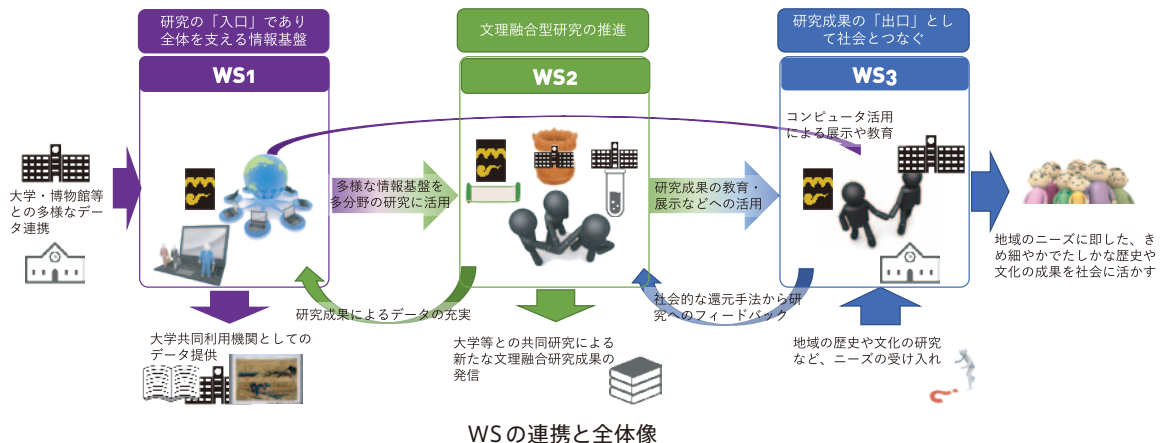 研究の「入口」であり
全体を支える情報基盤
WS1
文理融合型研究の推進
WS2
研究成果の「出口」とし
て社会とつなぐ
WS3
大学・博物館等
との多様なデー
タ連携
多様な情報基盤を
多分野の研究に活用
研究成果の教育・
展示などへの活用
コンピュータ活用
による展示や教育
地域のニーズに即した、き
め細やかでたしかな歴史や
文化の成果を社会に活かす
研究成果によるデータの充実
社会的な還元手法から研
究へのフィードバック
大学共同利用機関としての
データ提供
大学等との共同研究による
新たな文理融合研究成果の
発信
地域の歴史や文化の研究
など、ニーズの受け入れ
WSの連携と全体像